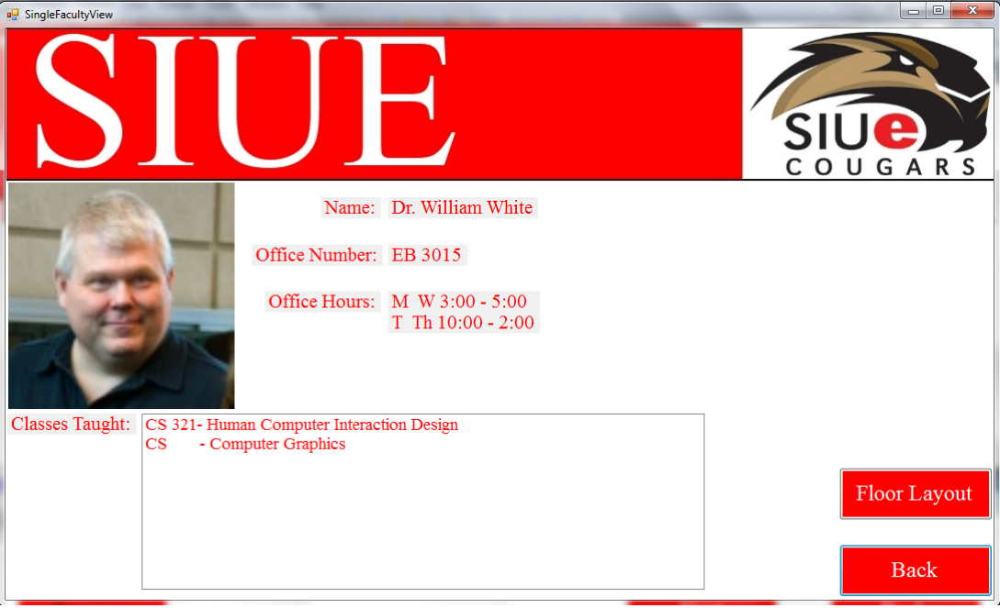 SingleFacultyView
SIUE
SIUe
COUGARS
Name: Dr. William White
Office Number: EB 3015
Office Hours: M W 3:00 - 5:00
T Th 10:00 - 2:00
Classes Taught: CS 321- Human Computer Interaction Design
CS - Computer Graphics
Floor Layout
Back